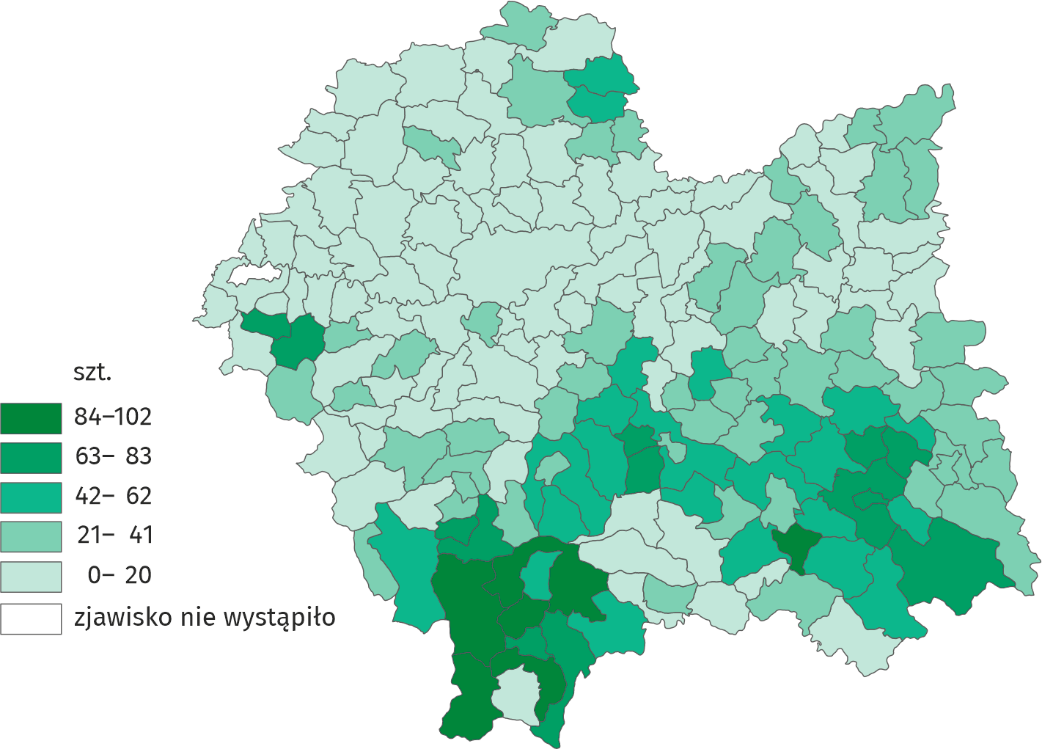 szt.
84–102
63– 83
42– 62
21– 41
0– 20
zjawisko nie wystąpiło